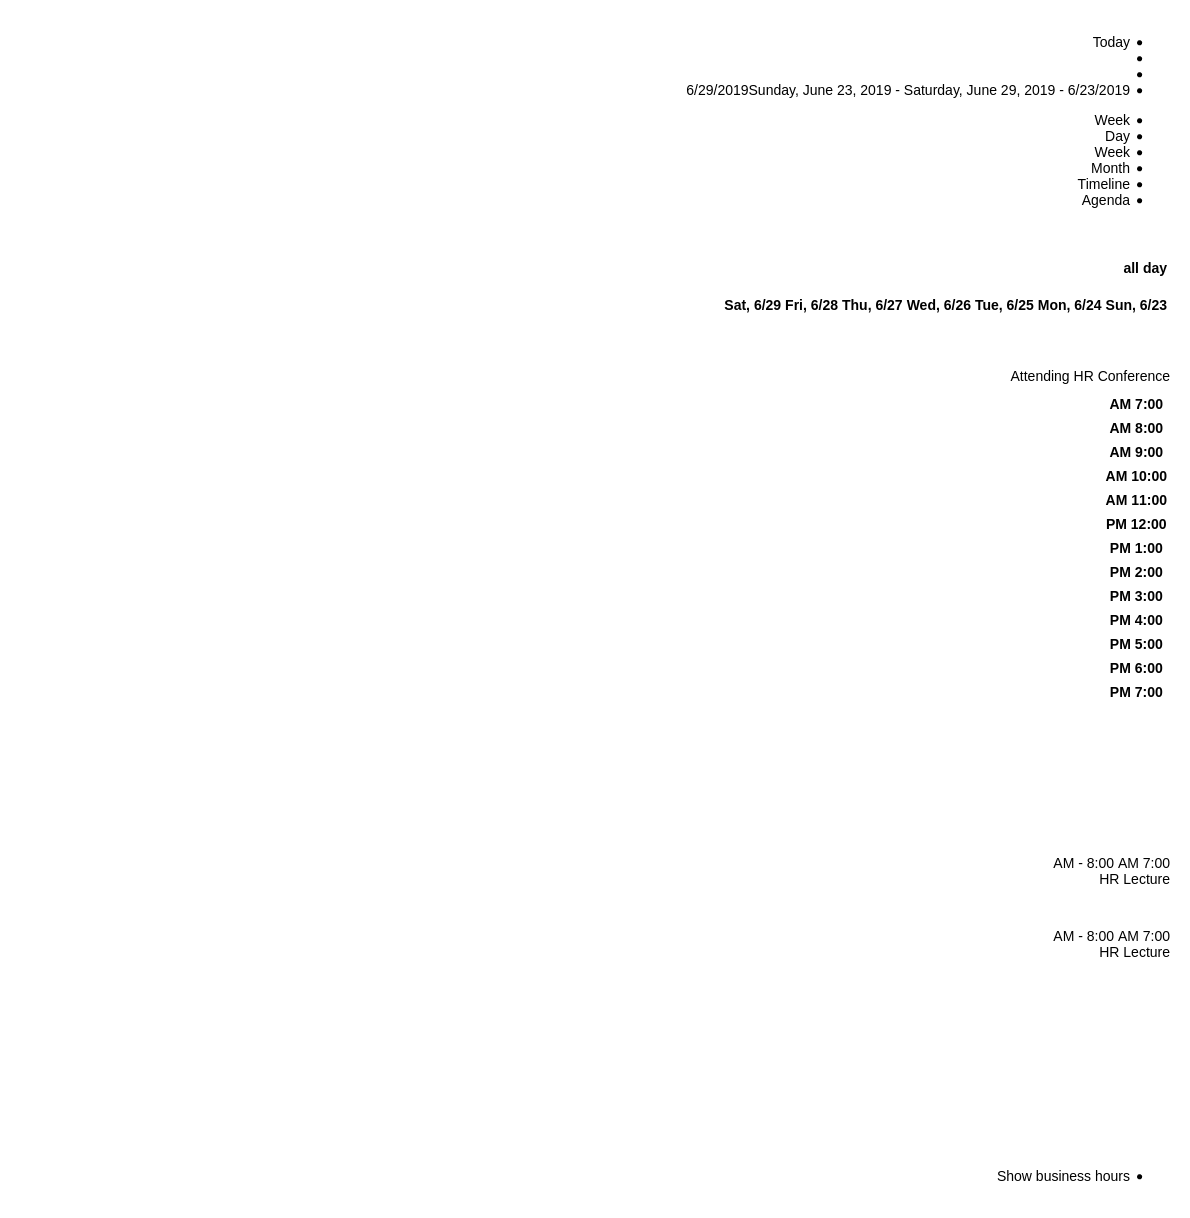 Today
6/29/2019Sunday, June 23, 2019 - Saturday, June 29, 2019 - 6/23/2019
Week
Day
Week
Month
Timeline
Agenda
all day
Sat, 6/29 Fri, 6/28 Thu, 6/27 Wed, 6/26 Tue, 6/25 Mon, 6/24 Sun, 6/23
Attending HR Conference
AM 7:00
AM 8:00
AM 9:00
AM 10:00
AM 11:00
PM 12:00
PM 1:00
PM 2:00
PM 3:00
PM 4:00
PM 5:00
PM 6:00
PM 7:00
AM - 8:00 AM 7:00
HR Lecture
AM - 8:00 AM 7:00
HR Lecture
Show business hours